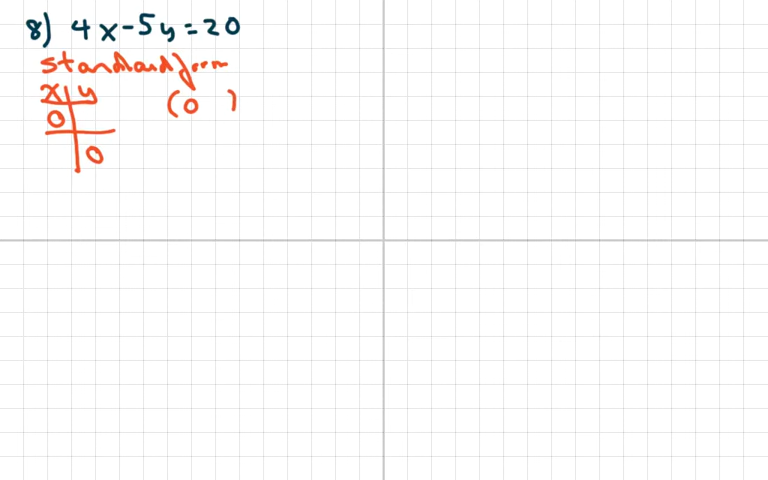 8) 4x-5y=20
standard form
x y
(0 )
0
0